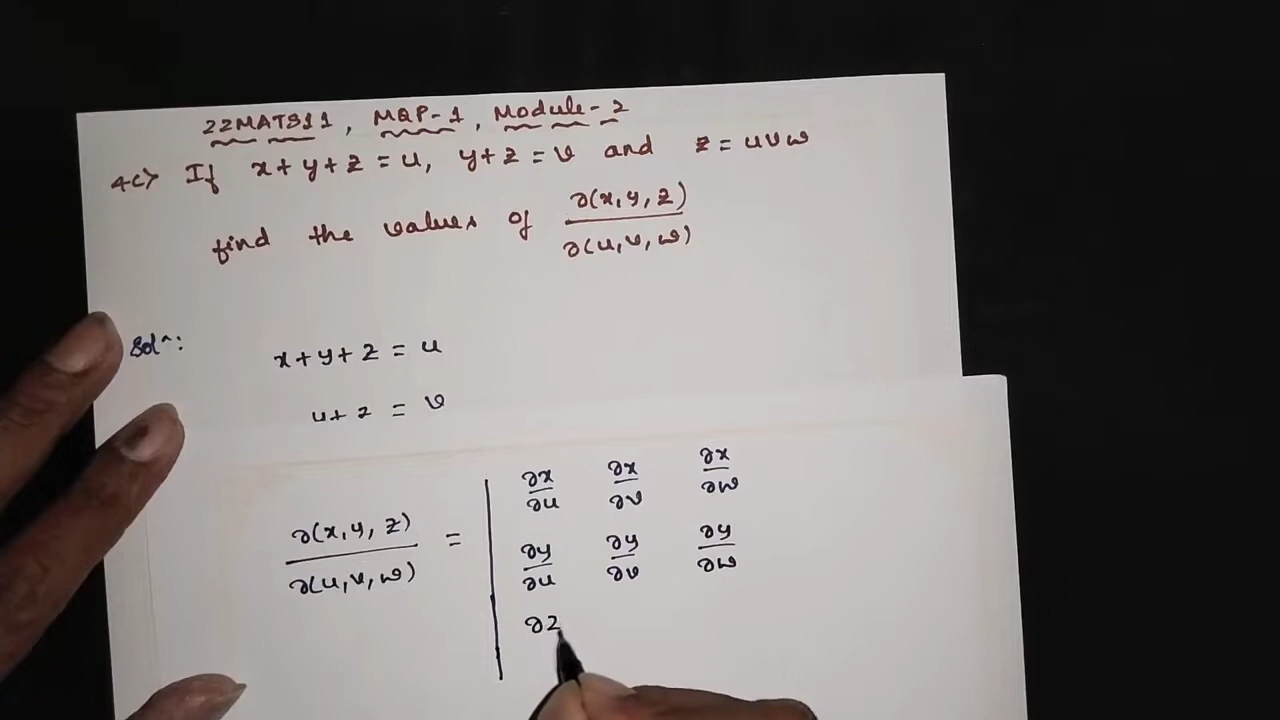 22MATS11, MQP-1, Module-2
4c> If x+y+z = u, y+z = v and z = uvw
find the values of ∂(x,y,z)/∂(u,v,w)
Sol^n:
x+y+z = u
y+z = v
∂(x,y,z)/∂(u,v,w) = | ∂x/∂u ∂x/∂v ∂x/∂w
∂y/∂u ∂y/∂v ∂y/∂w
∂z